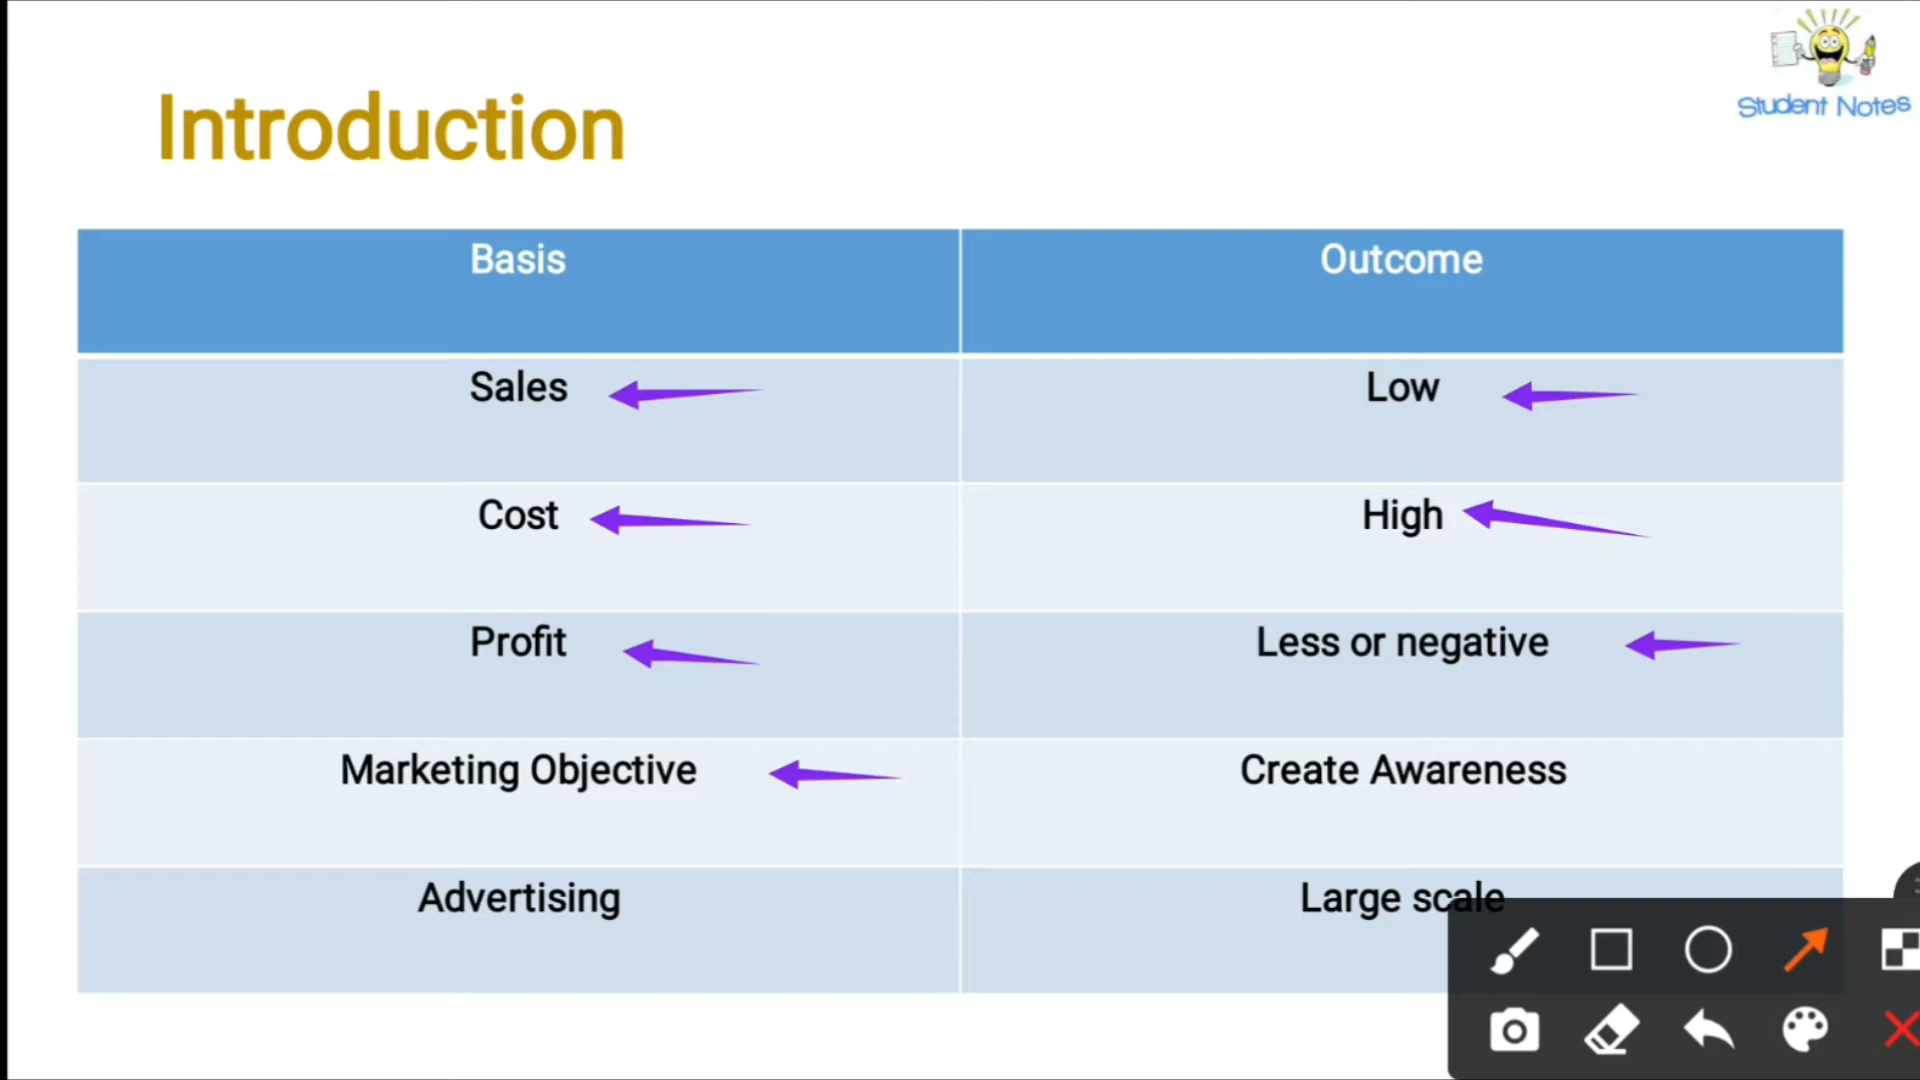 Student Notes
Introduction
Basis Outcome
Sales Low
Cost High
Profit Less or negative
Marketing Objective Create Awareness
Advertising Large scale